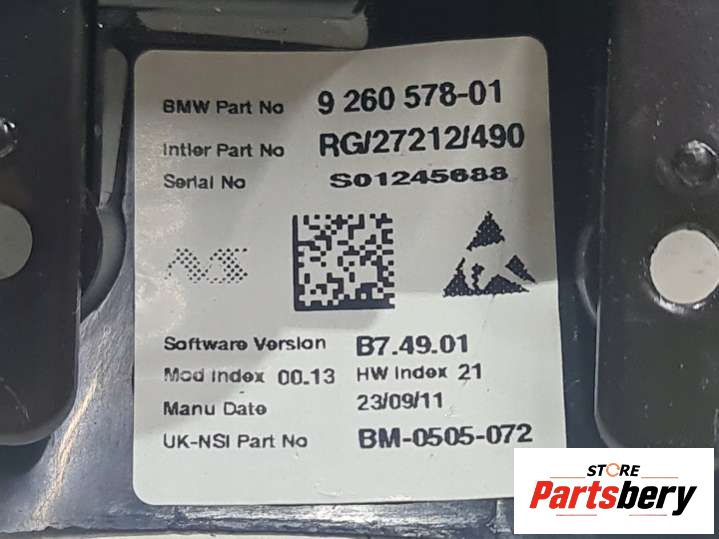 BMW Part No 9 260 578-01
Intier Part No RG/27212/490
Serial No S01245688
Software Version B7.49.01
Mod Index 00.13 HW Index 21
Manu Date 23/09/11
UK-NSI Part No BM-0505-072
STORE
Partsbery